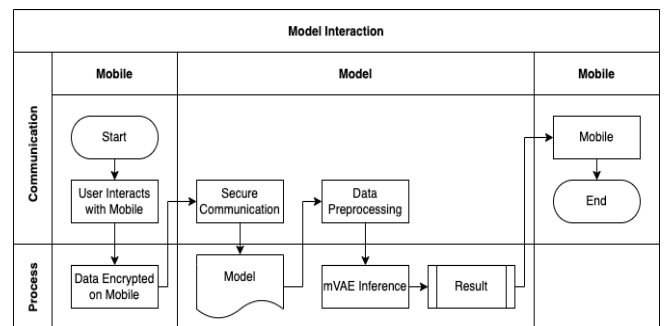 Model Interaction
Mobile
Model
Mobile
Communication
Start
User Interacts
with Mobile
Secure
Communication
Data
Preprocessing
Mobile
End
Process
Data Encrypted
on Mobile
Model
mVAE Inference
Result